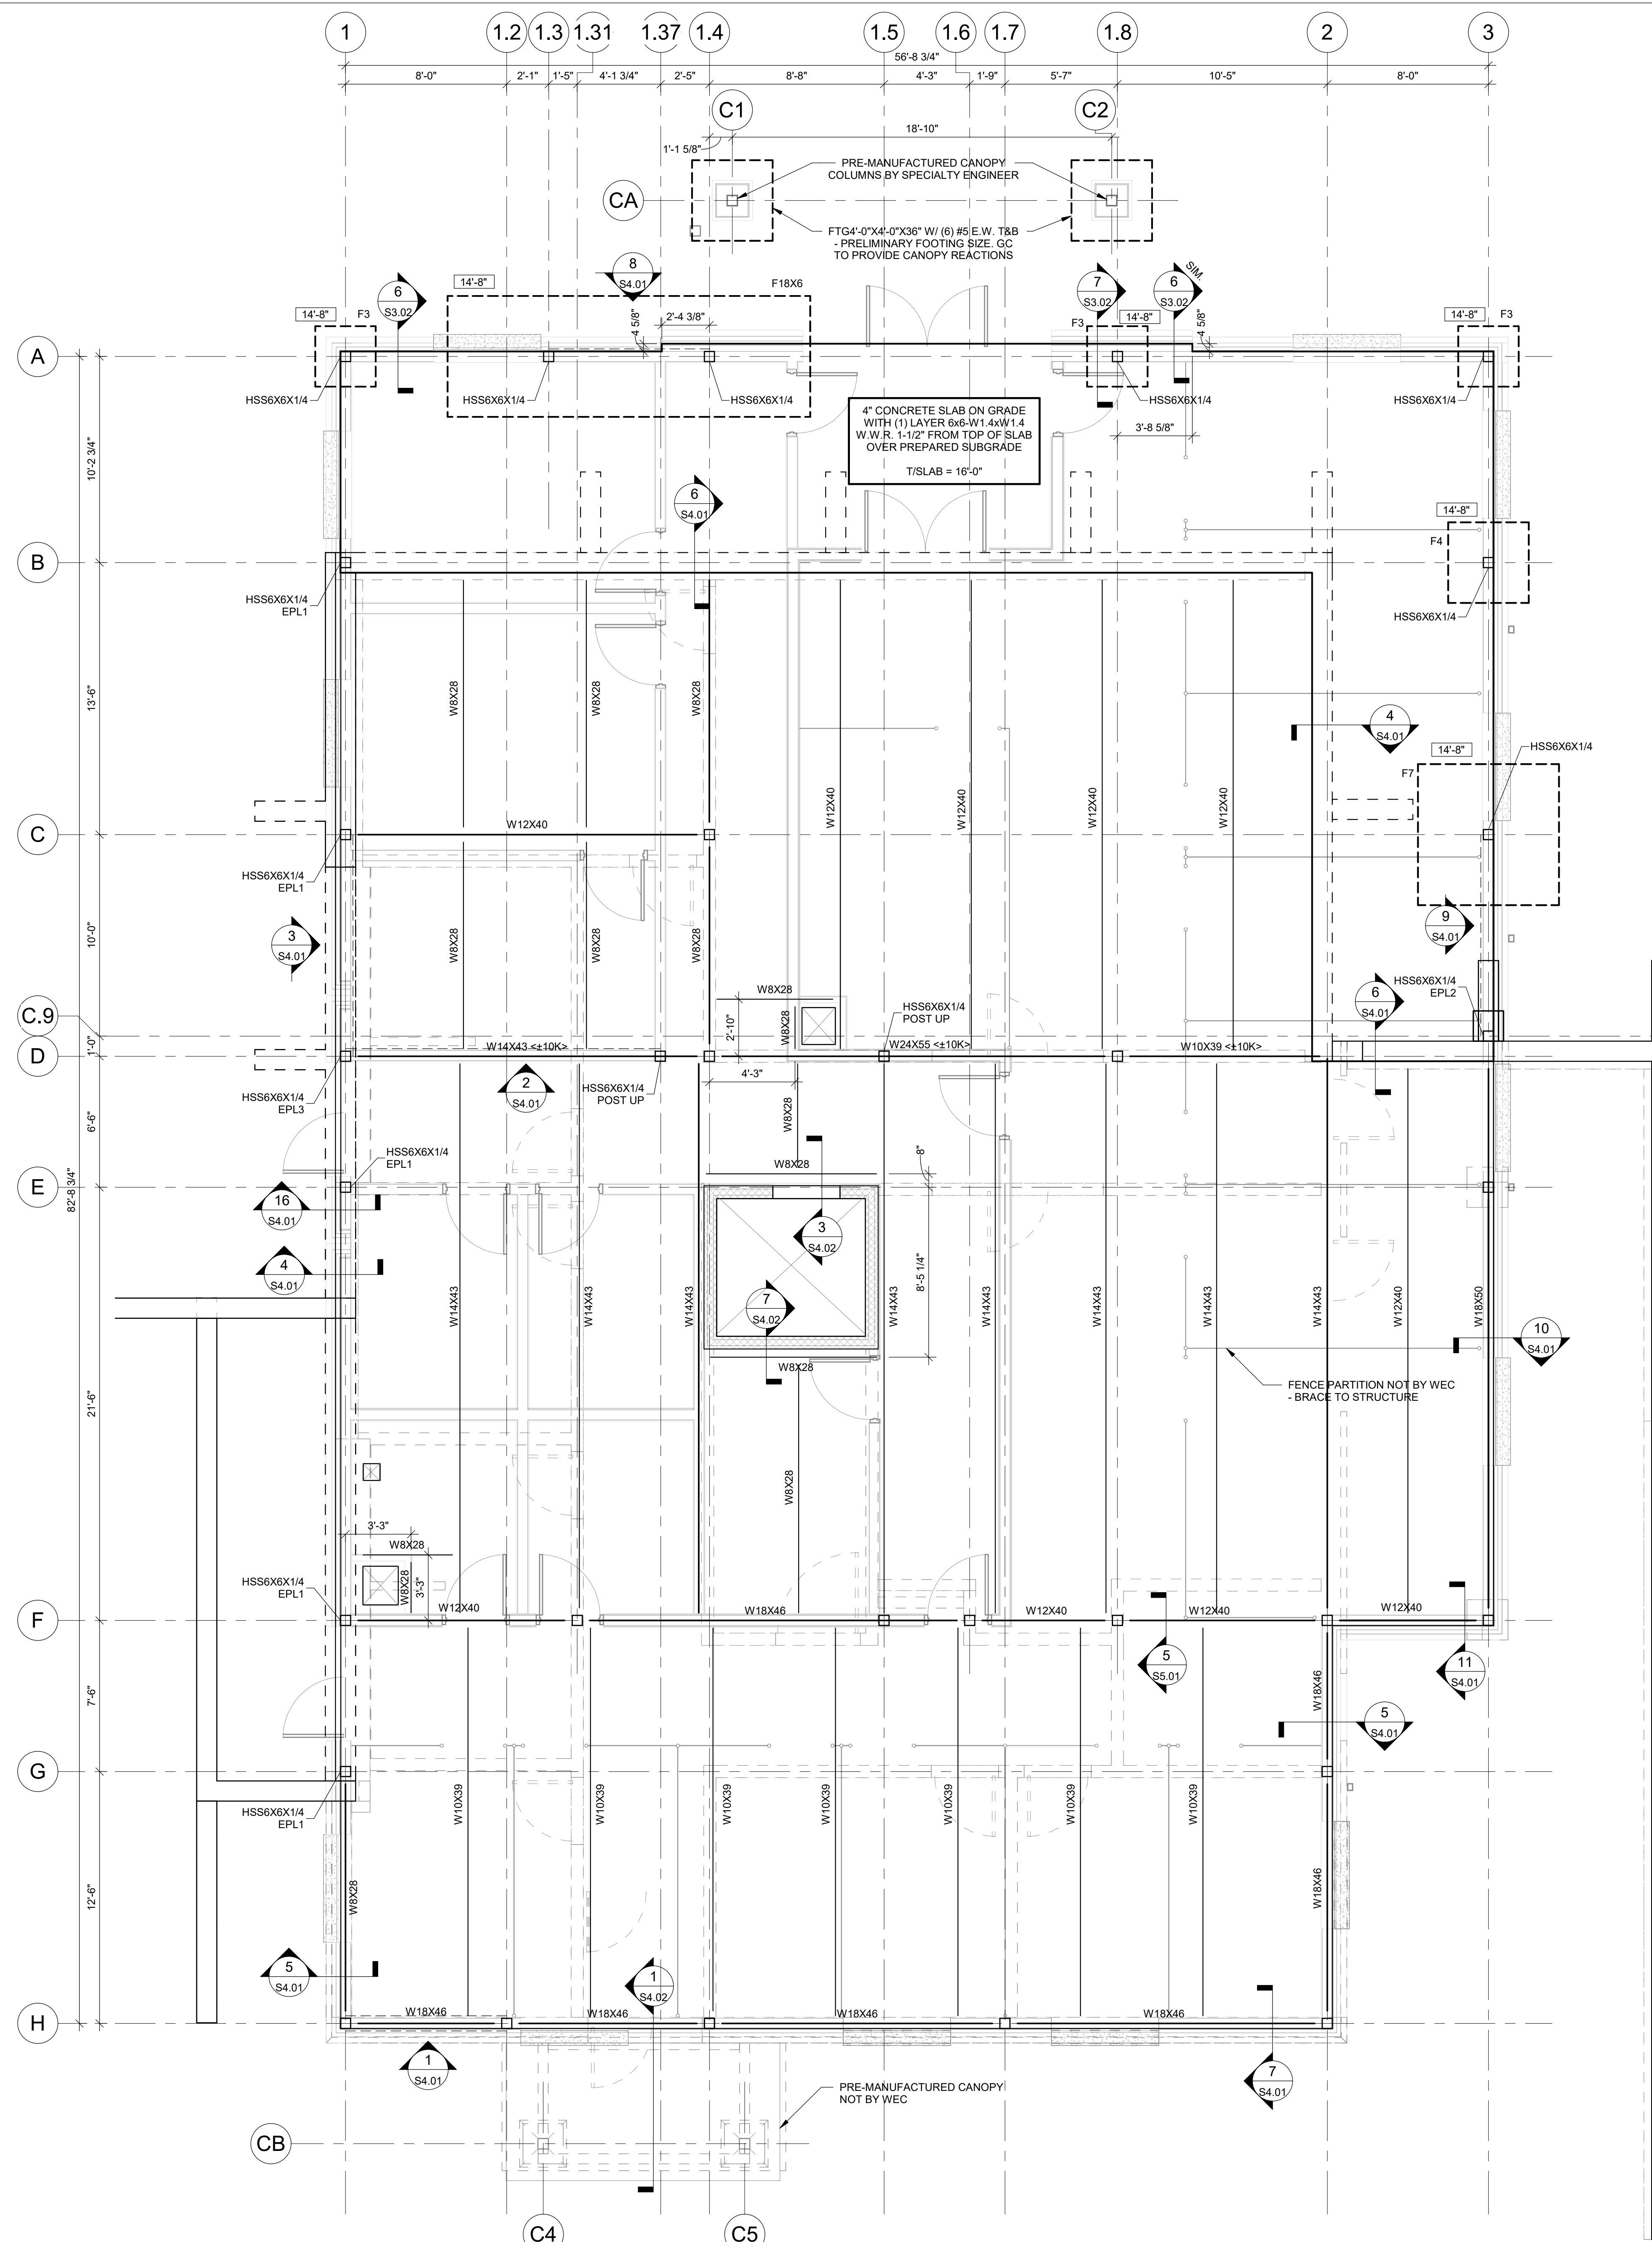 1
1.2
1.3
1.31
1.37
1.4
1.5
1.6
1.7
1.8
2
3
56'-8 3/4"
8'-0"
2'-1"
1'-5"
4'-1 3/4"
2'-5"
8'-8"
4'-3"
1'-9"
5'-7"
10'-5"
8'-0"
C1
C2
18'-10"
1'-1 5/8"
PRE-MANUFACTURED CANOPY
COLUMNS BY SPECIALTY ENGINEER
CA
FTG4'-0"X4'-0"X36" W/ (6) #5 E.W. T&B
- PRELIMINARY FOOTING SIZE. GC
TO PROVIDE CANOPY REACTIONS
8
S4.01
14'-8"
F18X6
6
S3.02
7
S3.02
6
S3.02
SIM.
14'-8"
F3
2'-4 3/8"
4 5/8"
F3
14'-8"
4 5/8"
14'-8"
F3
A
HSS6X6X1/4
HSS6X6X1/4
HSS6X6X1/4
HSS6X6X1/4
HSS6X6X1/4
4" CONCRETE SLAB ON GRADE
WITH (1) LAYER 6x6-W1.4xW1.4
W.W.R. 1-1/2" FROM TOP OF SLAB
OVER PREPARED SUBGRADE
T/SLAB = 16'-0"
3'-8 5/8"
10'-2 3/4"
6
S4.01
14'-8"
F4
B
HSS6X6X1/4
EPL1
HSS6X6X1/4
13'-6"
W8X28
W8X28
W8X28
4
S4.01
14'-8"
HSS6X6X1/4
F7
W12X40
W12X40
W12X40
W12X40
C
W12X40
HSS6X6X1/4
EPL1
10'-0"
3
S4.01
W8X28
W8X28
W8X28
9
S4.01
HSS6X6X1/4
EPL2
W8X28
W8X28
2'-10"
HSS6X6X1/4
POST UP
6
S4.01
C.9
1'-0"
D
W14X43 <±10K>
W24X55 <±10K>
W10X39 <±10K>
4'-3"
2
S4.01
HSS6X6X1/4
POST UP
HSS6X6X1/4
EPL3
6'-6"
W8X28
HSS6X6X1/4
EPL1
W8X28
8"
82'-8 3/4"
E
16
S4.01
3
S4.02
4
S4.01
8'-5 1/4"
7
S4.02
W14X43
W14X43
W14X43
W14X43
W14X43
W14X43
W14X43
W14X43
W12X40
W18X50
10
S4.01
W8X28
FENCE PARTITION NOT BY WEC
- BRACE TO STRUCTURE
21'-6"
W8X28
3'-3"
W8X28
W8X28
3'-3"
HSS6X6X1/4
EPL1
F
W12X40
W18X46
W12X40
W12X40
W12X40
5
S5.01
11
S4.01
W18X46
7'-6"
5
S4.01
G
HSS6X6X1/4
EPL1
W10X39
W10X39
W10X39
W10X39
W10X39
W10X39
W10X39
12'-6"
W8X28
W18X46
5
S4.01
1
S4.02
H
W18X46
W18X46
W18X46
W18X46
1
S4.01
7
S4.01
PRE-MANUFACTURED CANOPY
NOT BY WEC
CB
C4
C5